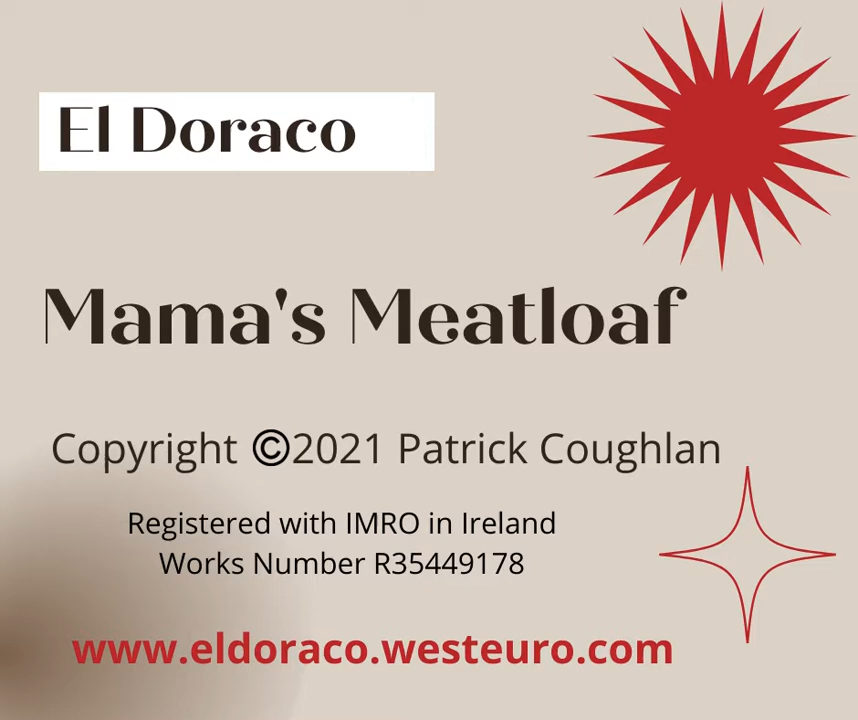 El Doraco
Mama's Meatloaf
Copyright ©2021 Patrick Coughlan
Registered with IMRO in Ireland
Works Number R35449178
www.eldoraco.westeuro.com